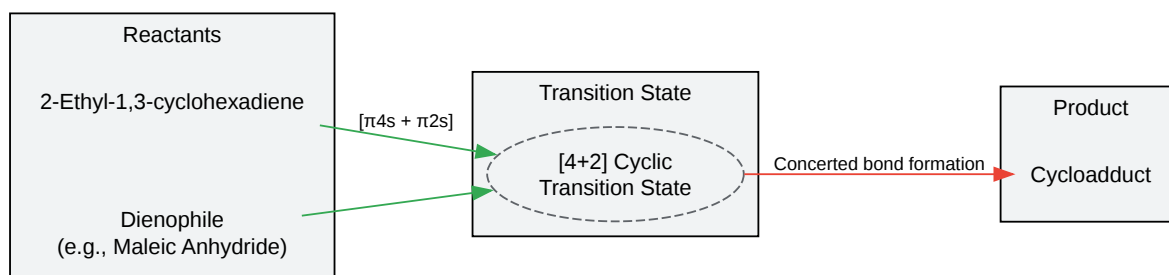 Reactants
2-Ethyl-1,3-cyclohexadiene
Dienophile
(e.g., Maleic Anhydride)
[π4s + π2s]
Transition State
[4+2] Cyclic
Transition State
Concerted bond formation
Product
Cycloadduct